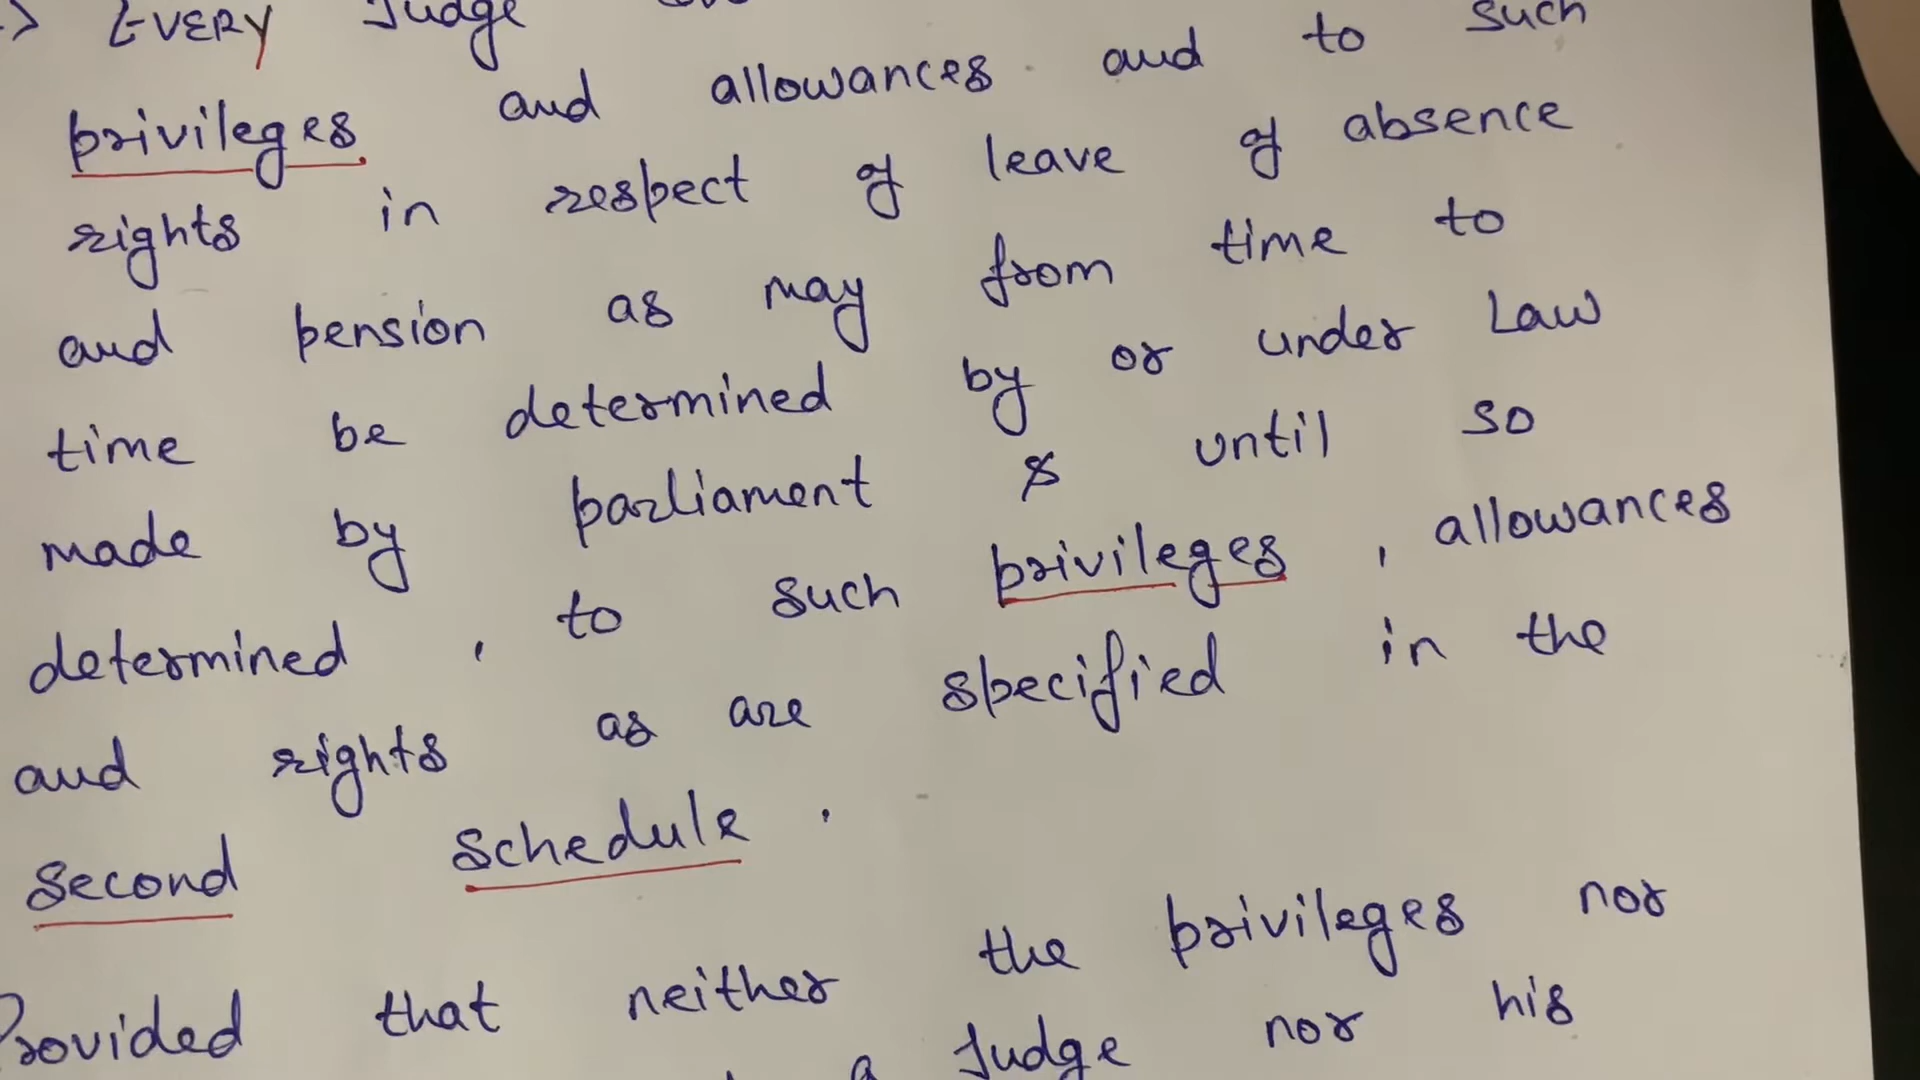 EVERY Judge
privileges and allowances and to such
rights in respect of leave of absence
and pension as may from time to
time be determined by or under Law
made by parliament & until so
determined, to such privileges, allowances
and rights as are specified in the
Second Schedule.
Provided that neither the privileges nor
a Judge nor his